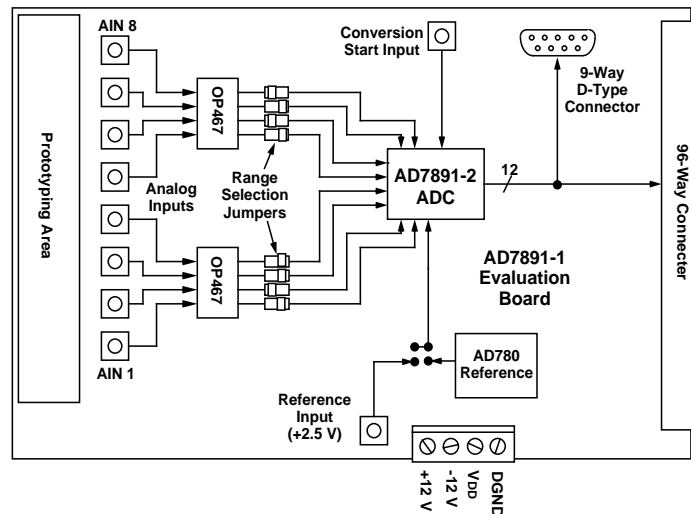 AIN 8
Conversion
Start Input
9-Way
D-Type
Connector
OP467
Prototyping Area
Analog
Inputs
Range
Selection
Jumpers
AD7891-2
ADC
12
96-Way Connecter
OP467
AD7891-1
Evaluation
Board
AIN 1
AD780
Reference
Reference
Input
(+2.5 V)
+12 V
-12 V
VDD
DGND